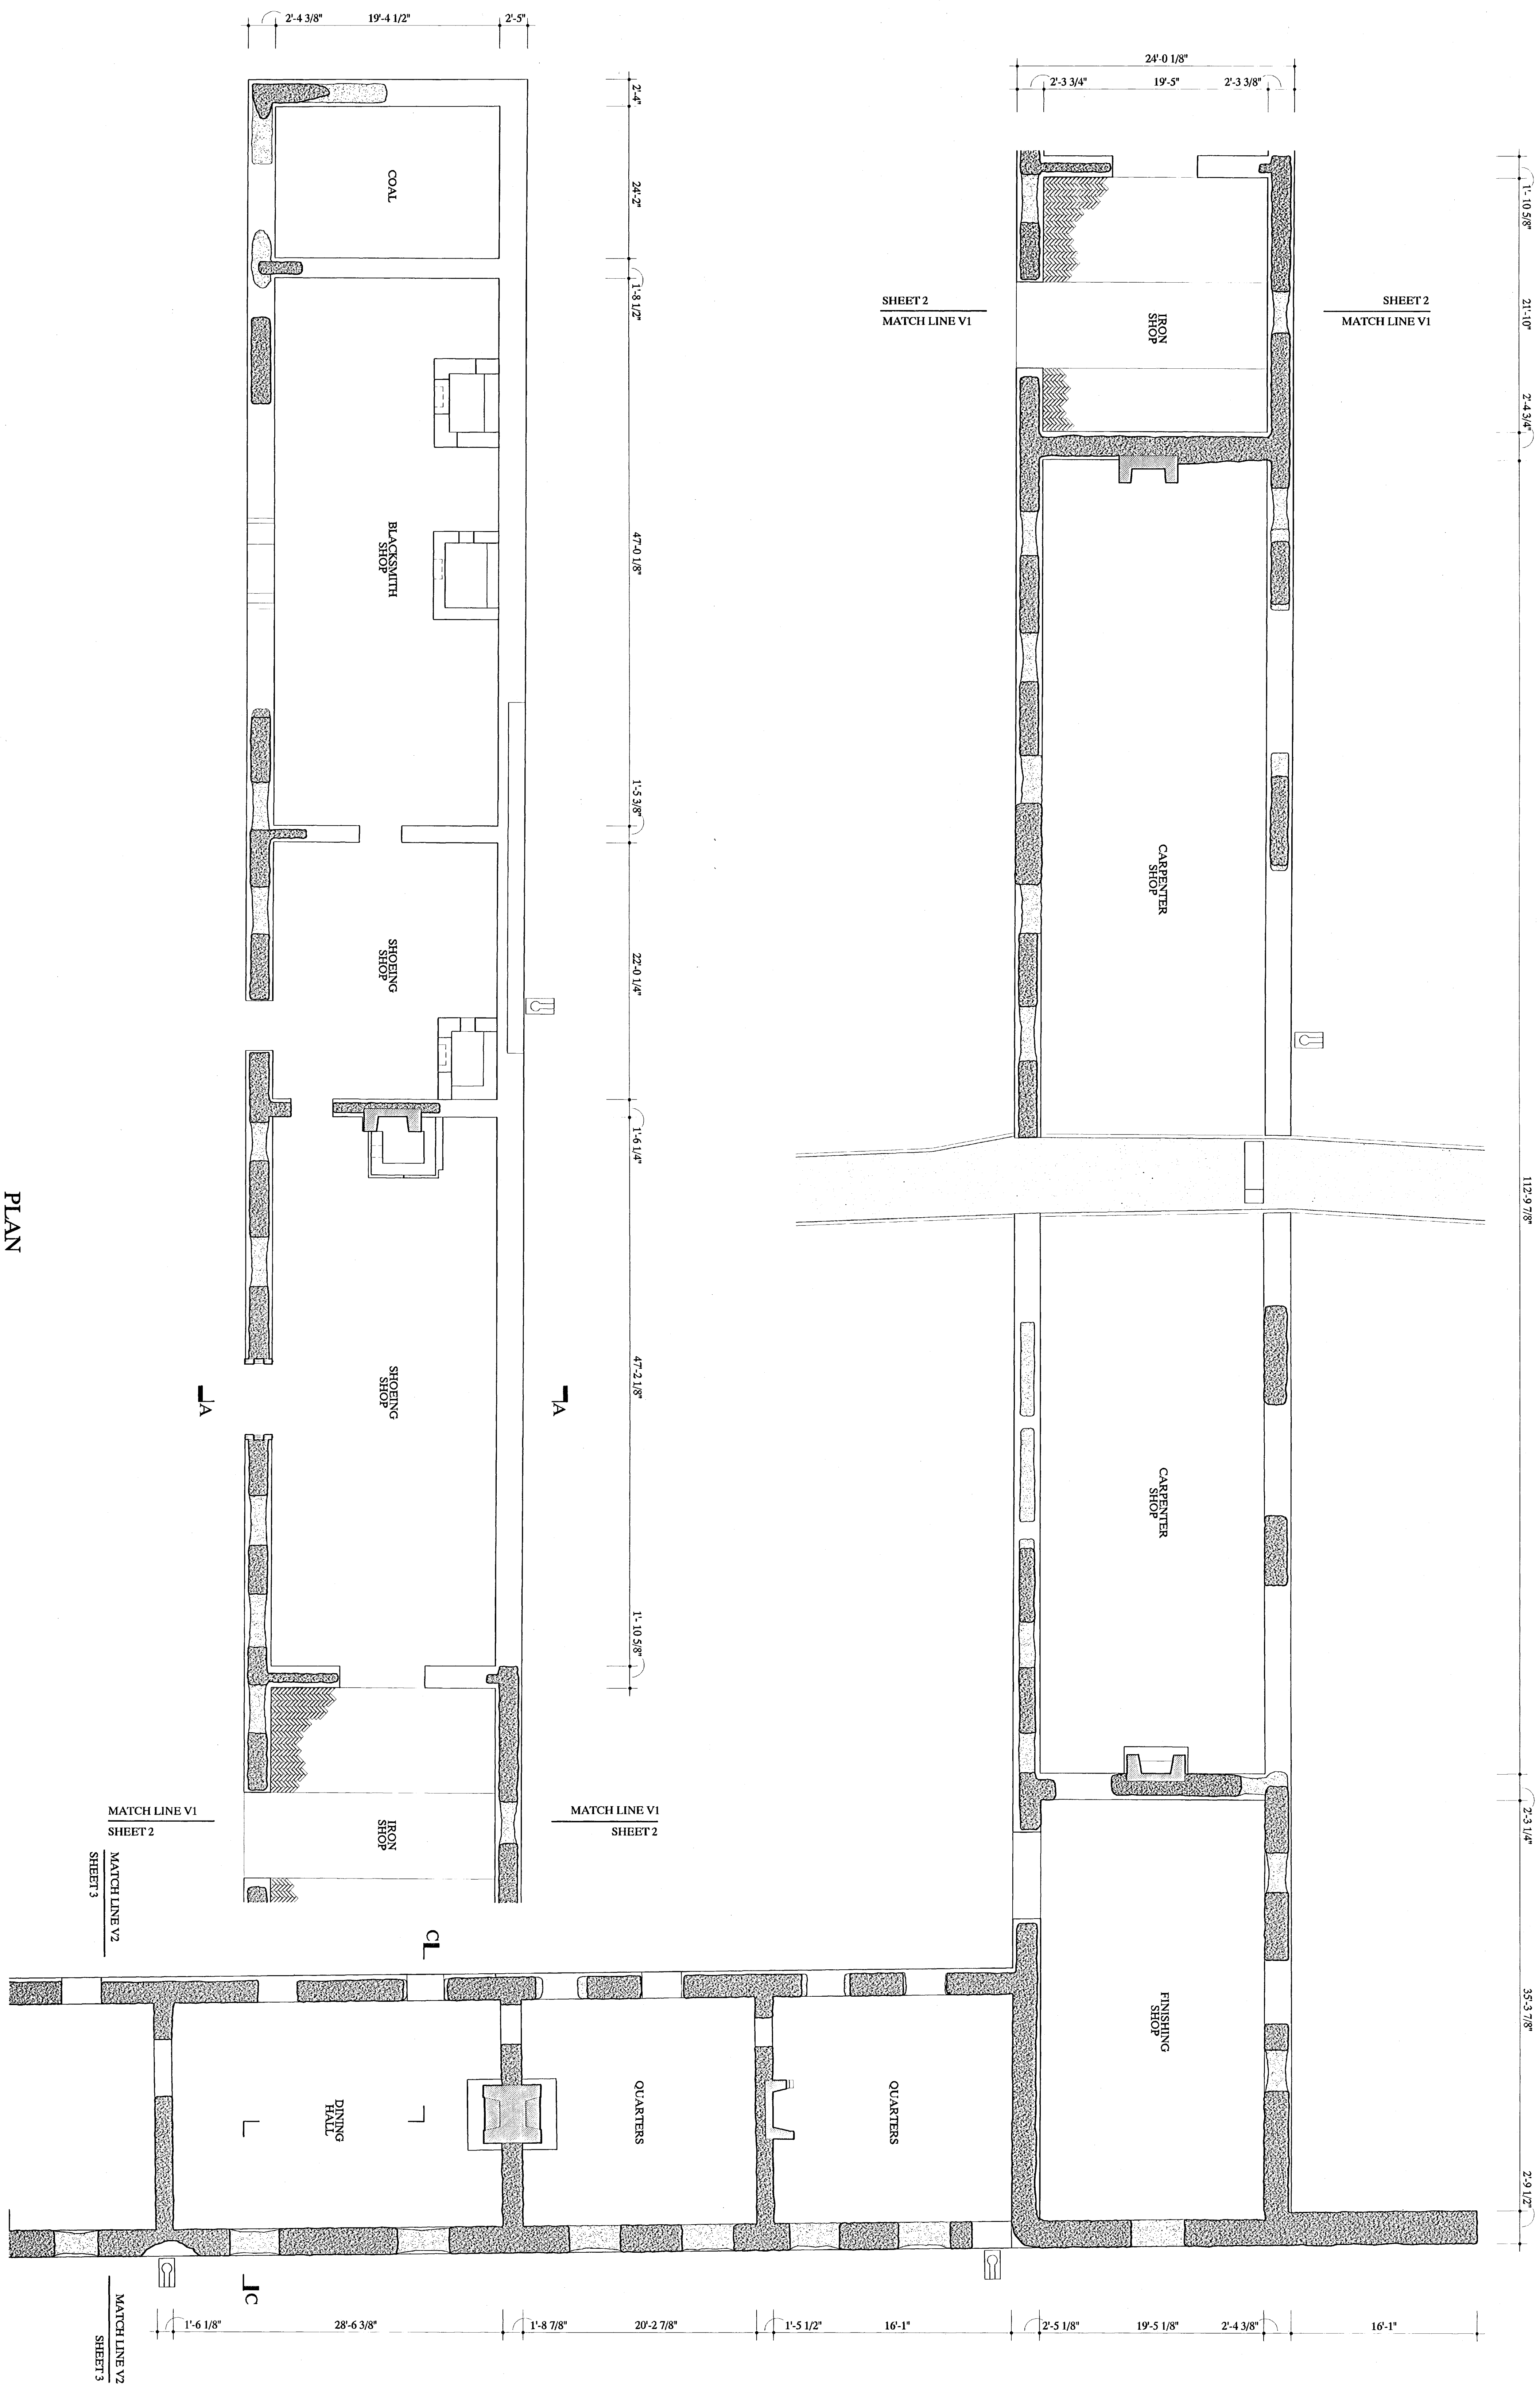 2'-4 3/8"
19'-4 1/2"
2'-5"
24'-0 1/8"
2'-3 3/4"
19'-5"
2'-3 3/8"
2'-4"
24'-2"
1'-8 1/2"
47'-0 1/8"
1'-5 3/8"
22'-0 1/4"
1'-6 1/4"
47'-2 1/8"
1'-10 5/8"
COAL
BLACKSMITH
SHOP
SHOEING
SHOP
SHOEING
SHOP
A
A
IRON
SHOP
MATCH LINE V1
SHEET 2
MATCH LINE V1
SHEET 2
SHEET 2
MATCH LINE V1
SHEET 2
MATCH LINE V1
IRON
SHOP
CARPENTER
SHOP
CARPENTER
SHOP
FINISHING
SHOP
1'-10 5/8"
21'-10"
2'-4 3/4"
112'-9 7/8"
2'-3 1/4"
35'-3 7/8"
2'-9 1/2"
PLAN
MATCH LINE V2
SHEET 3
C
DINING
HALL
QUARTERS
QUARTERS
C
MATCH LINE V2
SHEET 3
1'-6 1/8"
28'-6 3/8"
1'-8 7/8"
20'-2 7/8"
1'-5 1/2"
16'-1"
2'-5 1/8"
19'-5 1/8"
2'-4 3/8"
16'-1"